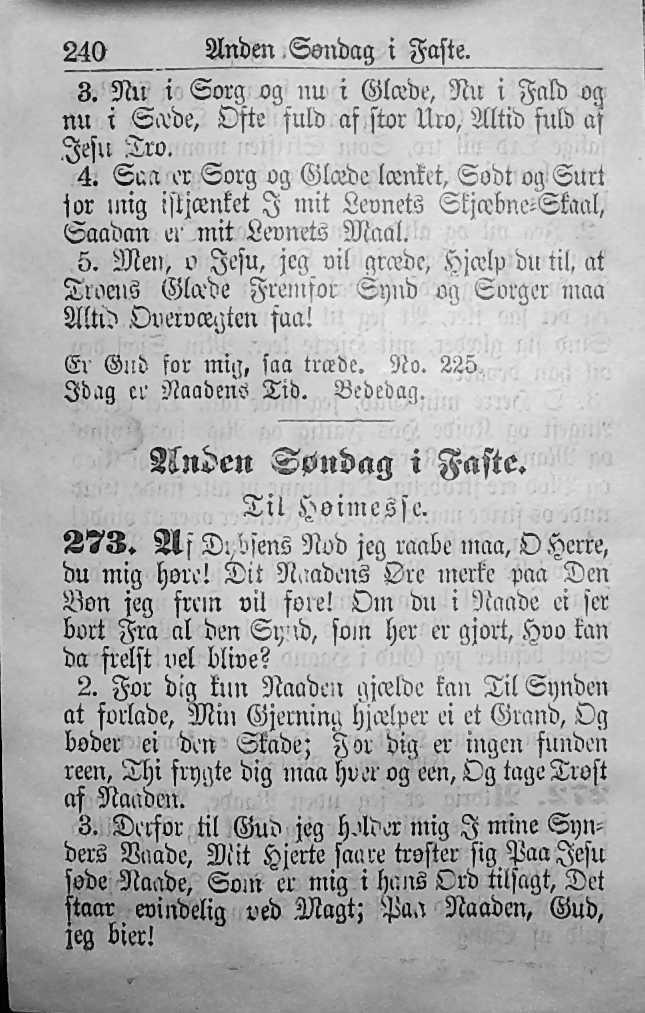 240 Anden Søndag i Faste.
3. Nu i Sorg og nu i Glæde, Nu i Fald og
nu i Sæde, Ofte fuld af stor Uro, Altid fuld af
Jesu Tro.
4. Saa er Sorg og Glæde lænket, Sødt og Surt
for mig iskjænket I mit Levnets Skjæbne-Skaal,
Saadan er mit Levnets Maal.
5. Men, o Jesu, jeg vil græde, Hjælp du til, at
Troens Glæde Fremfor Synd og Sorger maa
Altid Overvægten faa!
Er Gud for mig, saa træde. No. 225.
Idag er Naadens Tid. Bededag.
Anden Søndag i Faste.
Til Høimesse.
273. Af Dybsens Nød jeg raabe maa, O Herre,
du mig høre! Dit Naadens Øre merke paa Den
Bøn jeg frem vil føre! Om du i Naade ei ser
bort Fra al den Synd, som her er gjort, Hvo kan
da frelst vel blive?
2. For dig kun Naaden gjælde kan Til Synden
at forlade, Min Gjerning hjælper ei et Grand, Og
bøder ei den Skade; For dig er ingen funden
reen, Thi frygte dig maa hver og een, Og tage Trøst
af Naaden.
3. Derfor til Gud jeg holder mig I mine Syn-
ders Vaade, Mit Hjerte saare trøster sig Paa Jesu
søde Naade, Som er mig i hans Ord tilsagt, Det
staar evindelig ved Magt; Paa Naaden, Gud,
jeg bier!